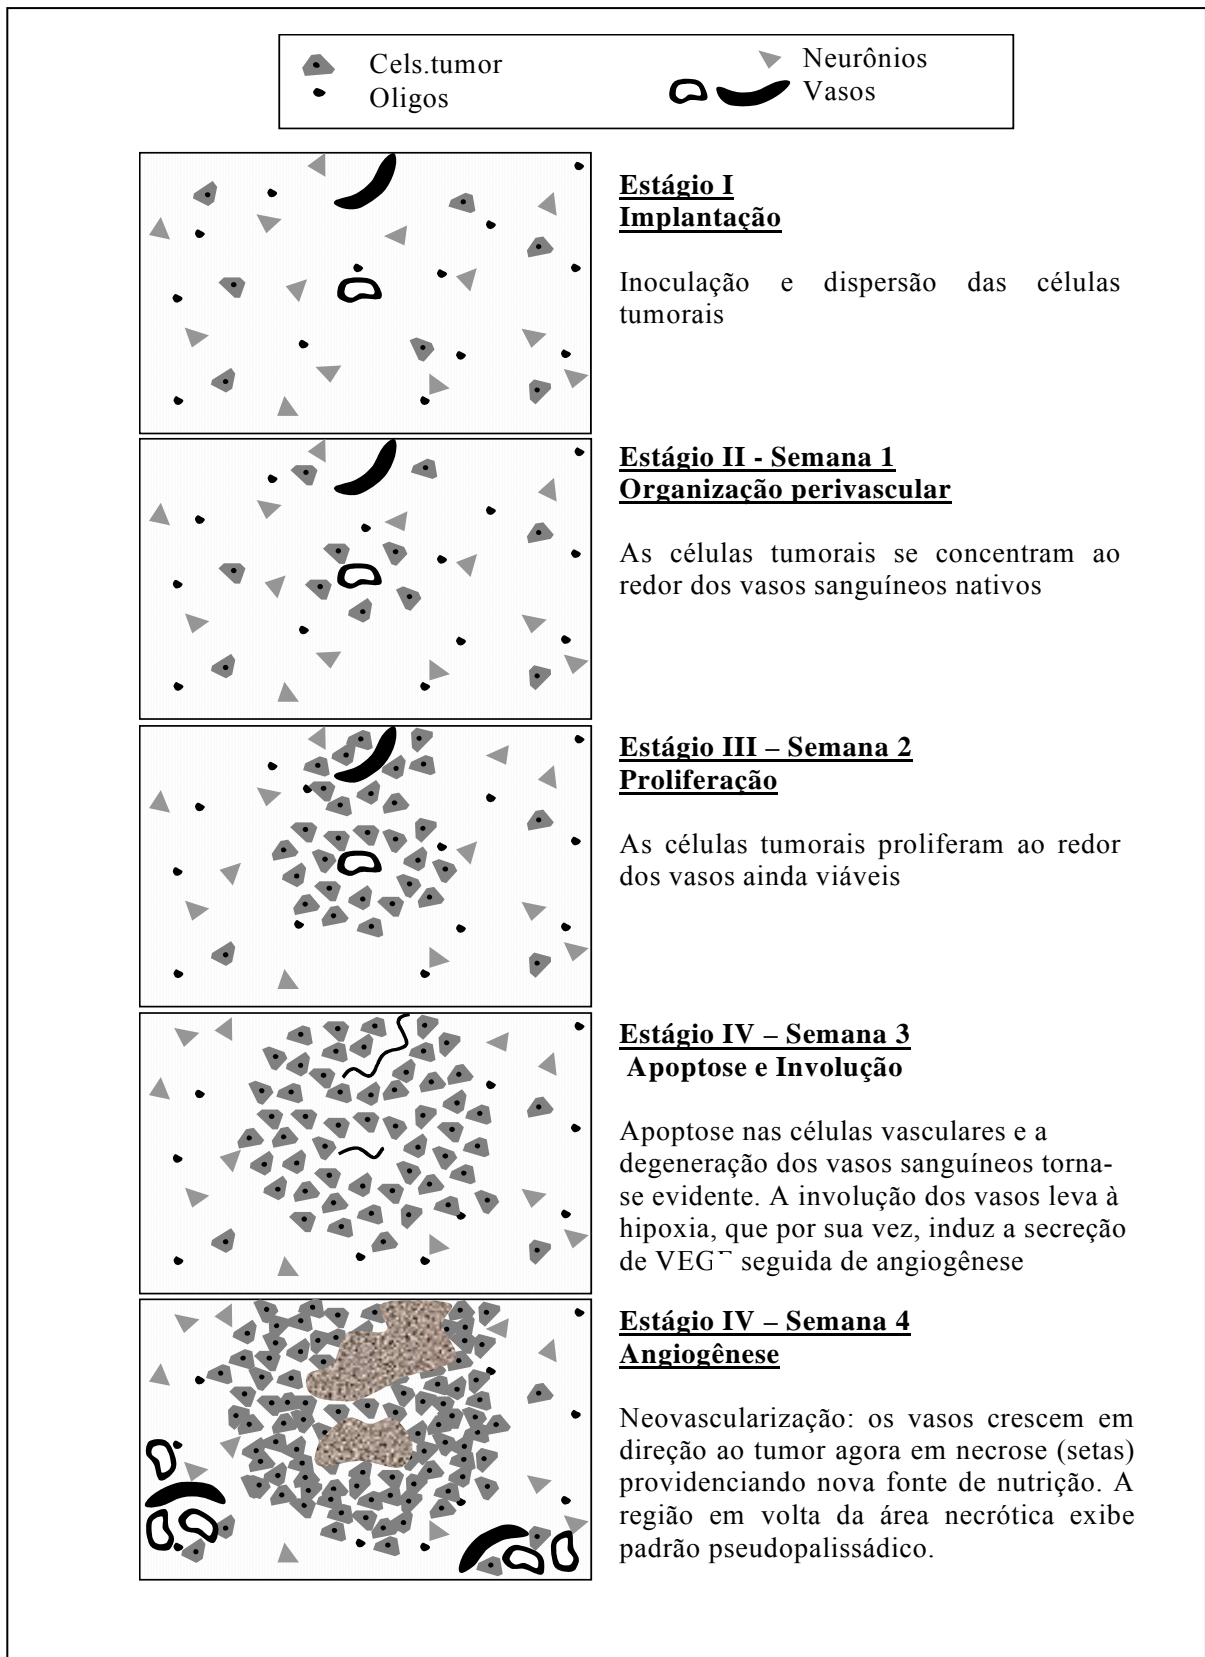 Cels.tumor
Oligos
Neurônios
Vasos
Estágio I
Implantação
Inoculação e dispersão das células
tumorais
Estágio II - Semana 1
Organização perivascular
As células tumorais se concentram ao
redor dos vasos sanguíneos nativos
Estágio III – Semana 2
Proliferação
As células tumorais proliferam ao redor
dos vasos ainda viáveis
Estágio IV – Semana 3
Apoptose e Involução
Apoptose nas células vasculares e a
degeneração dos vasos sanguíneos torna-
se evidente. A involução dos vasos leva à
hipoxia, que por sua vez, induz a secreção
de VEGF seguida de angiogênese
Estágio IV – Semana 4
Angiogênese
Neovascularização: os vasos crescem em
direção ao tumor agora em necrose (setas)
providenciando nova fonte de nutrição. A
região em volta da área necrótica exibe
padrão pseudopalissádico.